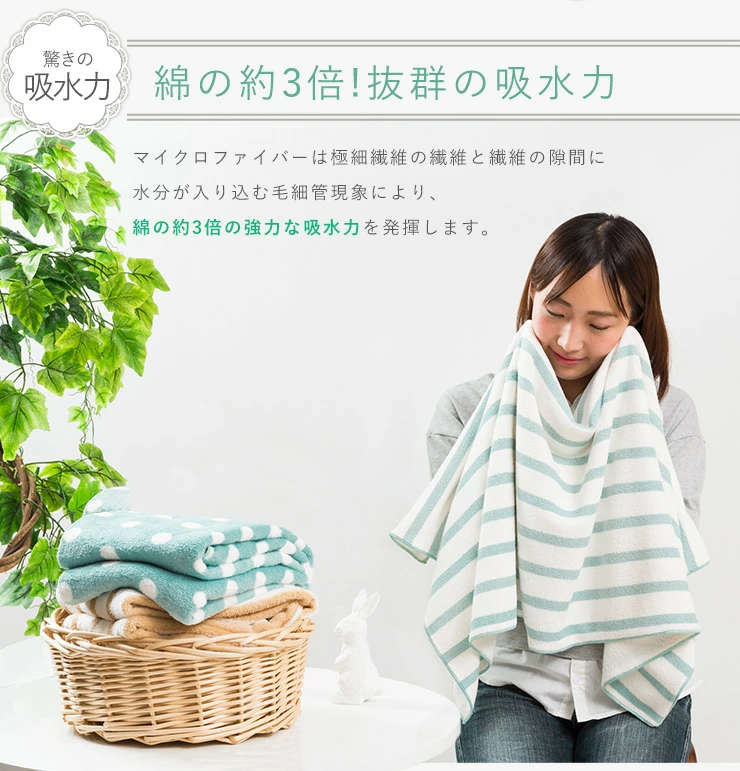 驚きの
吸水力
綿の約3倍!抜群の吸水力
マイクロファイバーは極細繊維の繊維と繊維の隙間に
水分が入り込む毛細管現象により、
綿の約3倍の強力な吸水力を発揮します。